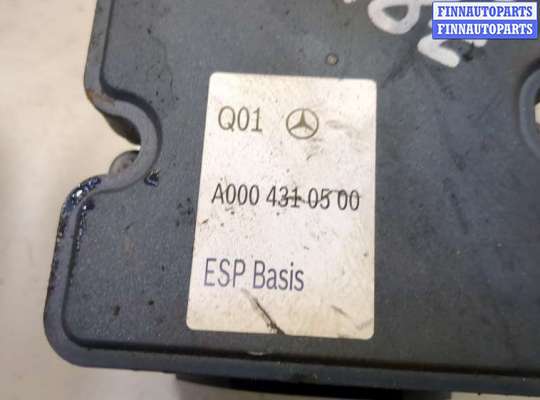 FINNAUTOPARTS
FINNAUTOPARTS
Q01
A000 431 05 00
ESP Basis